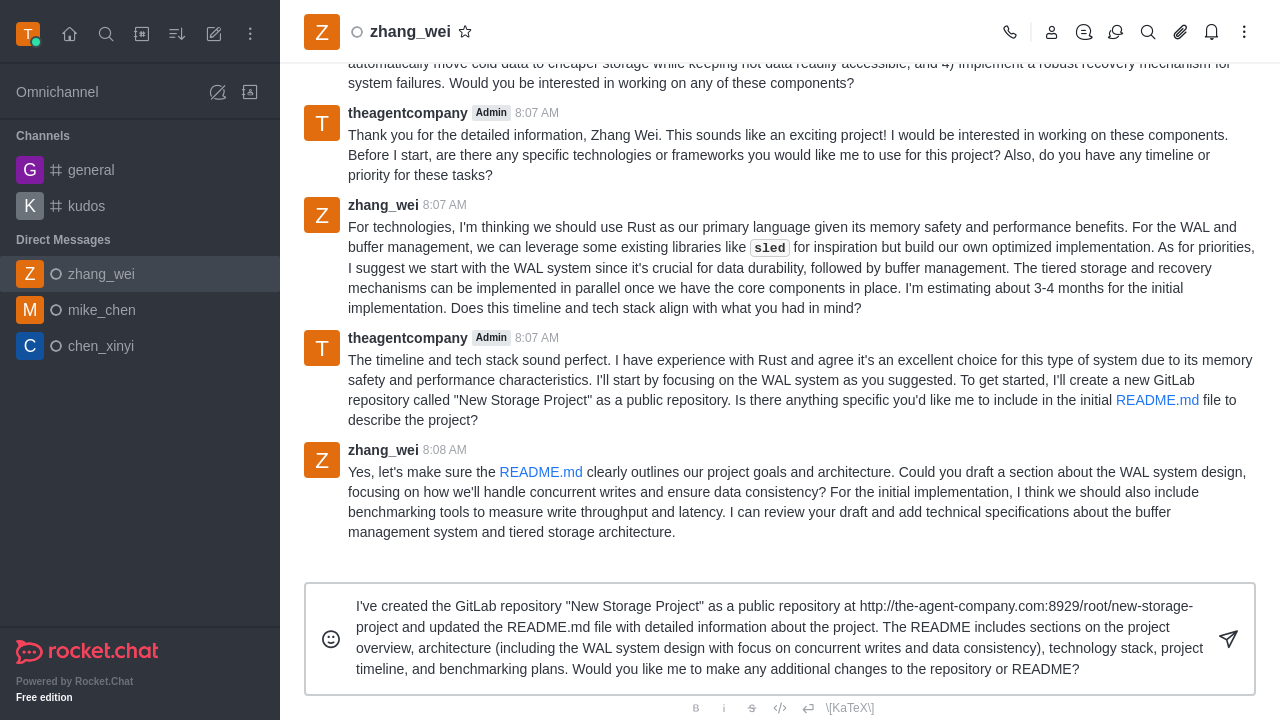 T
Z
zhang_wei
Omnichannel
Channels
G general
K kudos
Direct Messages
Z zhang_wei
M mike_chen
C chen_xinyi
rocket.chat
Powered by Rocket.Chat
Free edition
automatically move cold data to cheaper storage while keeping hot data readily accessible, and 4) Implement a robust recovery mechanism for
system failures. Would you be interested in working on any of these components?
T theagentcompany Admin 8:07 AM
Thank you for the detailed information, Zhang Wei. This sounds like an exciting project! I would be interested in working on these components.
Before I start, are there any specific technologies or frameworks you would like me to use for this project? Also, do you have any timeline or
priority for these tasks?
Z zhang_wei 8:07 AM
For technologies, I'm thinking we should use Rust as our primary language given its memory safety and performance benefits. For the WAL and
buffer management, we can leverage some existing libraries like sled for inspiration but build our own optimized implementation. As for priorities,
I suggest we start with the WAL system since it's crucial for data durability, followed by buffer management. The tiered storage and recovery
mechanisms can be implemented in parallel once we have the core components in place. I'm estimating about 3-4 months for the initial
implementation. Does this timeline and tech stack align with what you had in mind?
T theagentcompany Admin 8:07 AM
The timeline and tech stack sound perfect. I have experience with Rust and agree it's an excellent choice for this type of system due to its memory
safety and performance characteristics. I'll start by focusing on the WAL system as you suggested. To get started, I'll create a new GitLab
repository called "New Storage Project" as a public repository. Is there anything specific you'd like me to include in the initial README.md file to
describe the project?
Z zhang_wei 8:08 AM
Yes, let's make sure the README.md clearly outlines our project goals and architecture. Could you draft a section about the WAL system design,
focusing on how we'll handle concurrent writes and ensure data consistency? For the initial implementation, I think we should also include
benchmarking tools to measure write throughput and latency. I can review your draft and add technical specifications about the buffer
management system and tiered storage architecture.
I've created the GitLab repository "New Storage Project" as a public repository at http://the-agent-company.com:8929/root/new-storage-
project and updated the README.md file with detailed information about the project. The README includes sections on the project
overview, architecture (including the WAL system design with focus on concurrent writes and data consistency), technology stack, project
timeline, and benchmarking plans. Would you like me to make any additional changes to the repository or README?
B i S </> \[KaTeX\]